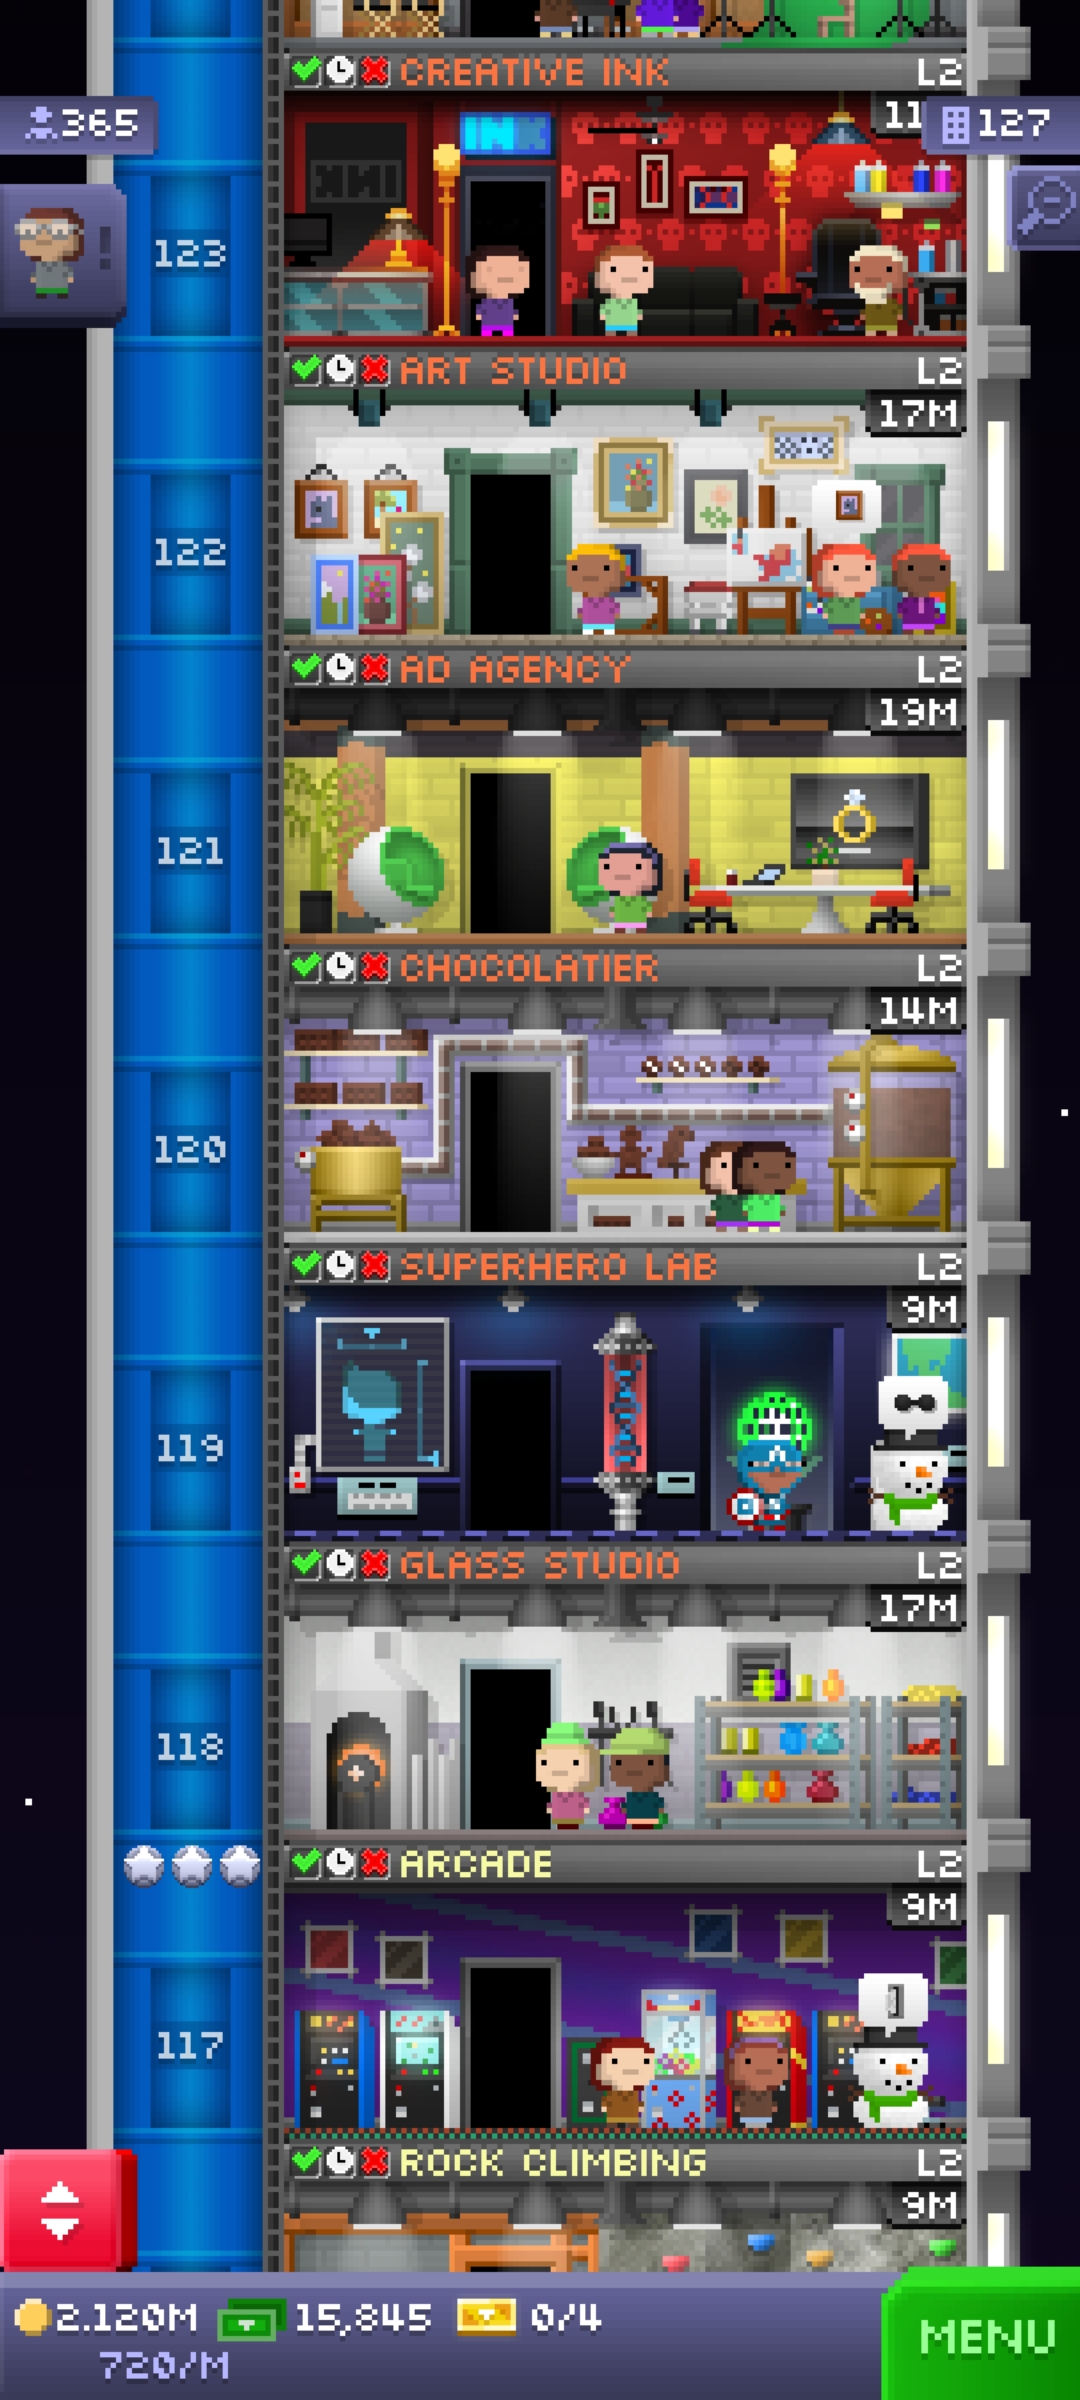 CREATIVE INK L2
365
11
127
INK
123
ART STUDIO L2
17M
122
AD AGENCY L2
19M
121
CHOCOLATIER L2
14M
120
SUPERHERO LAB L2
9M
119
GLASS STUDIO L2
17M
118
ARCADE L2
9M
117
ROCK CLIMBING L2
9M
2.120M 15,845 0/4
720/M
MENU